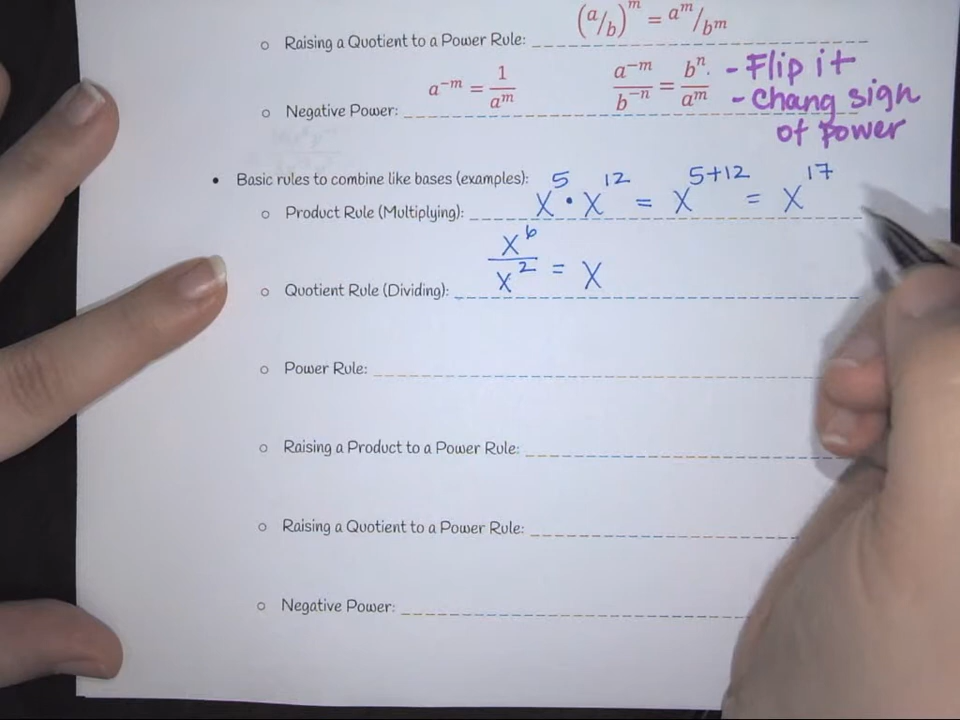 (a/b)^m = a^m/b^m
○ Raising a Quotient to a Power Rule:
a^-m = 1/a^m   a^-m/b^-n = b^n/a^m.   - Flip it
- Chang sign
○ Negative Power:
of power
• Basic rules to combine like bases (examples):
○ Product Rule (Multiplying): x^5 • x^12 = x^5+12 = x^17
x^6/x^2 = x
○ Quotient Rule (Dividing):
○ Power Rule:
○ Raising a Product to a Power Rule:
○ Raising a Quotient to a Power Rule:
○ Negative Power: